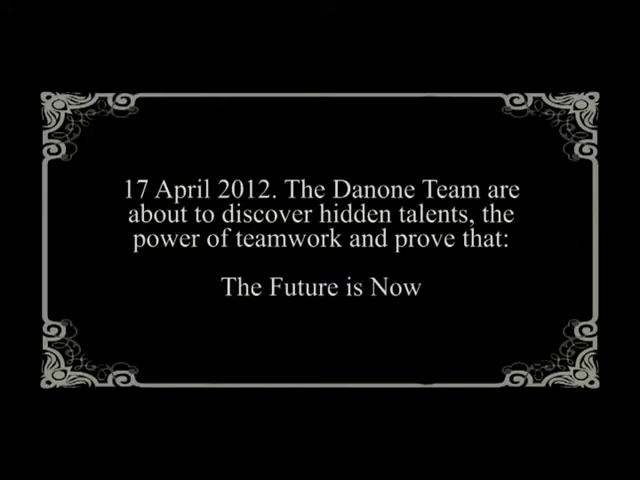 17 April 2012. The Danone Team are
about to discover hidden talents, the
power of teamwork and prove that:
The Future is Now